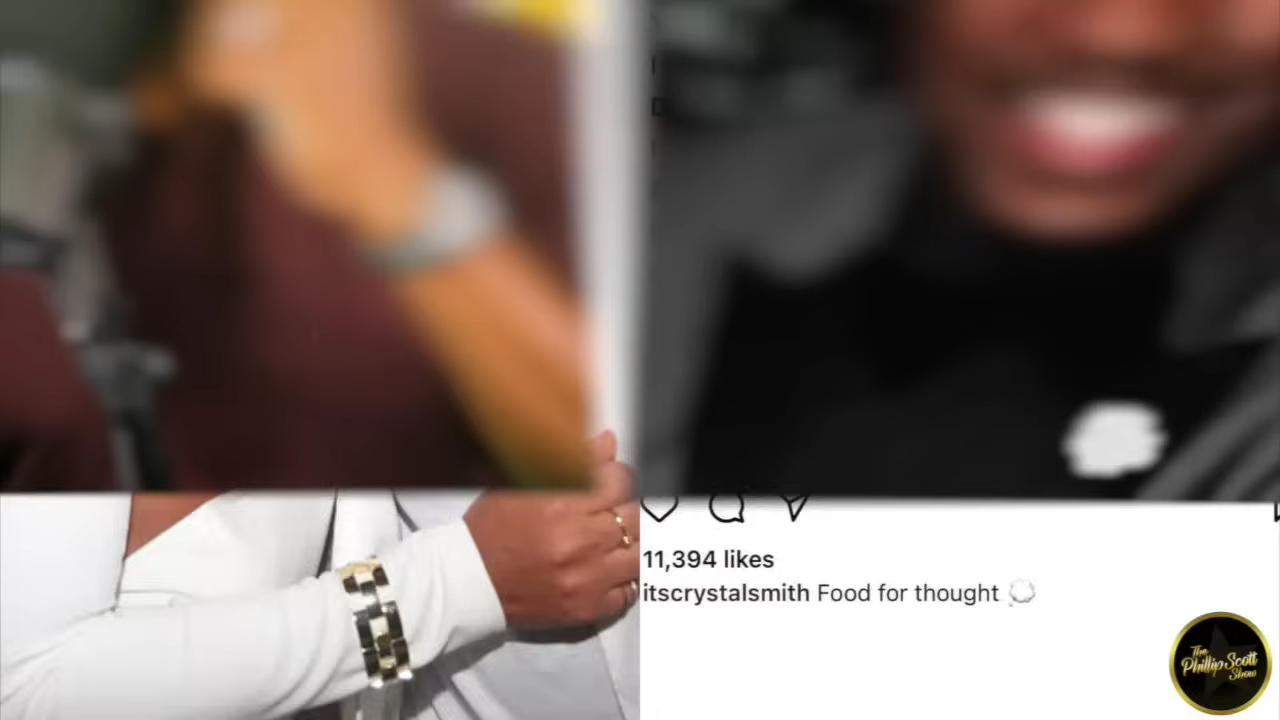 11,394 likes
itscrystalsmith Food for thought 💭
The
Phillip Scott
Show